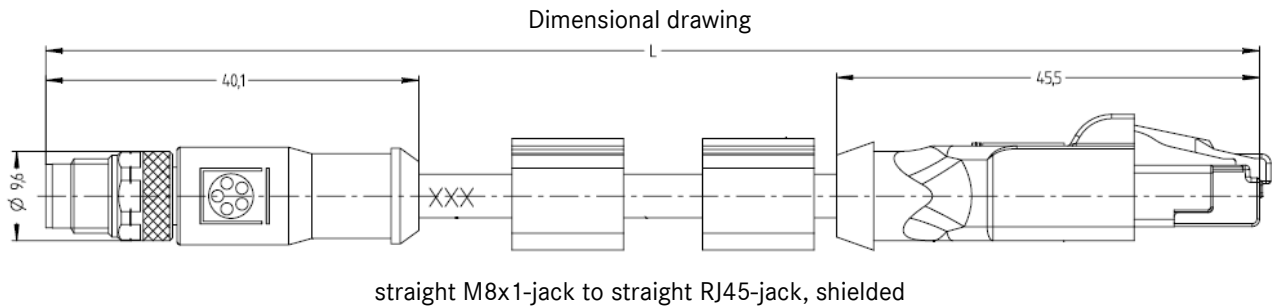 Dimensional drawing
L
40,1
45,5
Ø 9,6
XXX
straight M8x1-jack to straight RJ45-jack, shielded